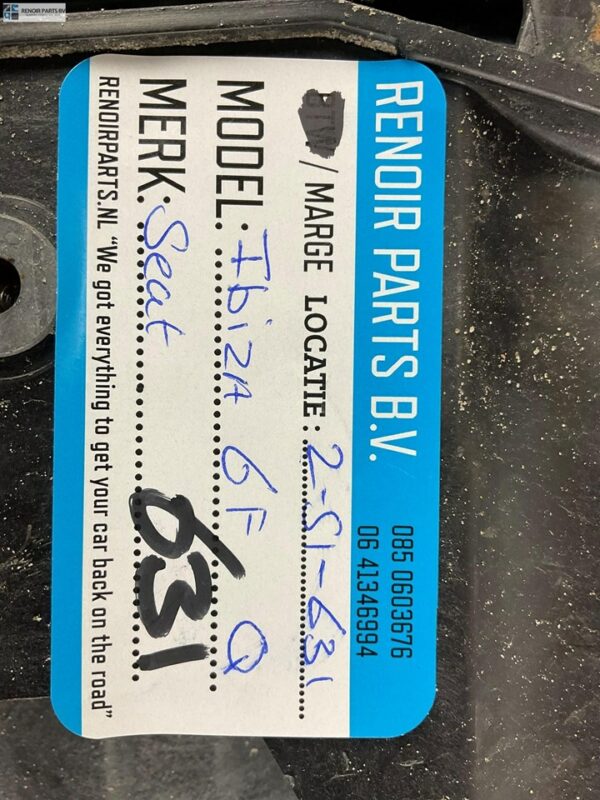 RENOIR PARTS BV
RENOIR PARTS B.V.
085 0603676
06 41346994
BTW / MARGE LOCATIE: 2-S1-631
MODEL: Ibiza 6F Q
MERK: Seat
631
RENOIRPARTS.NL "We got everything to get your car back on the road"